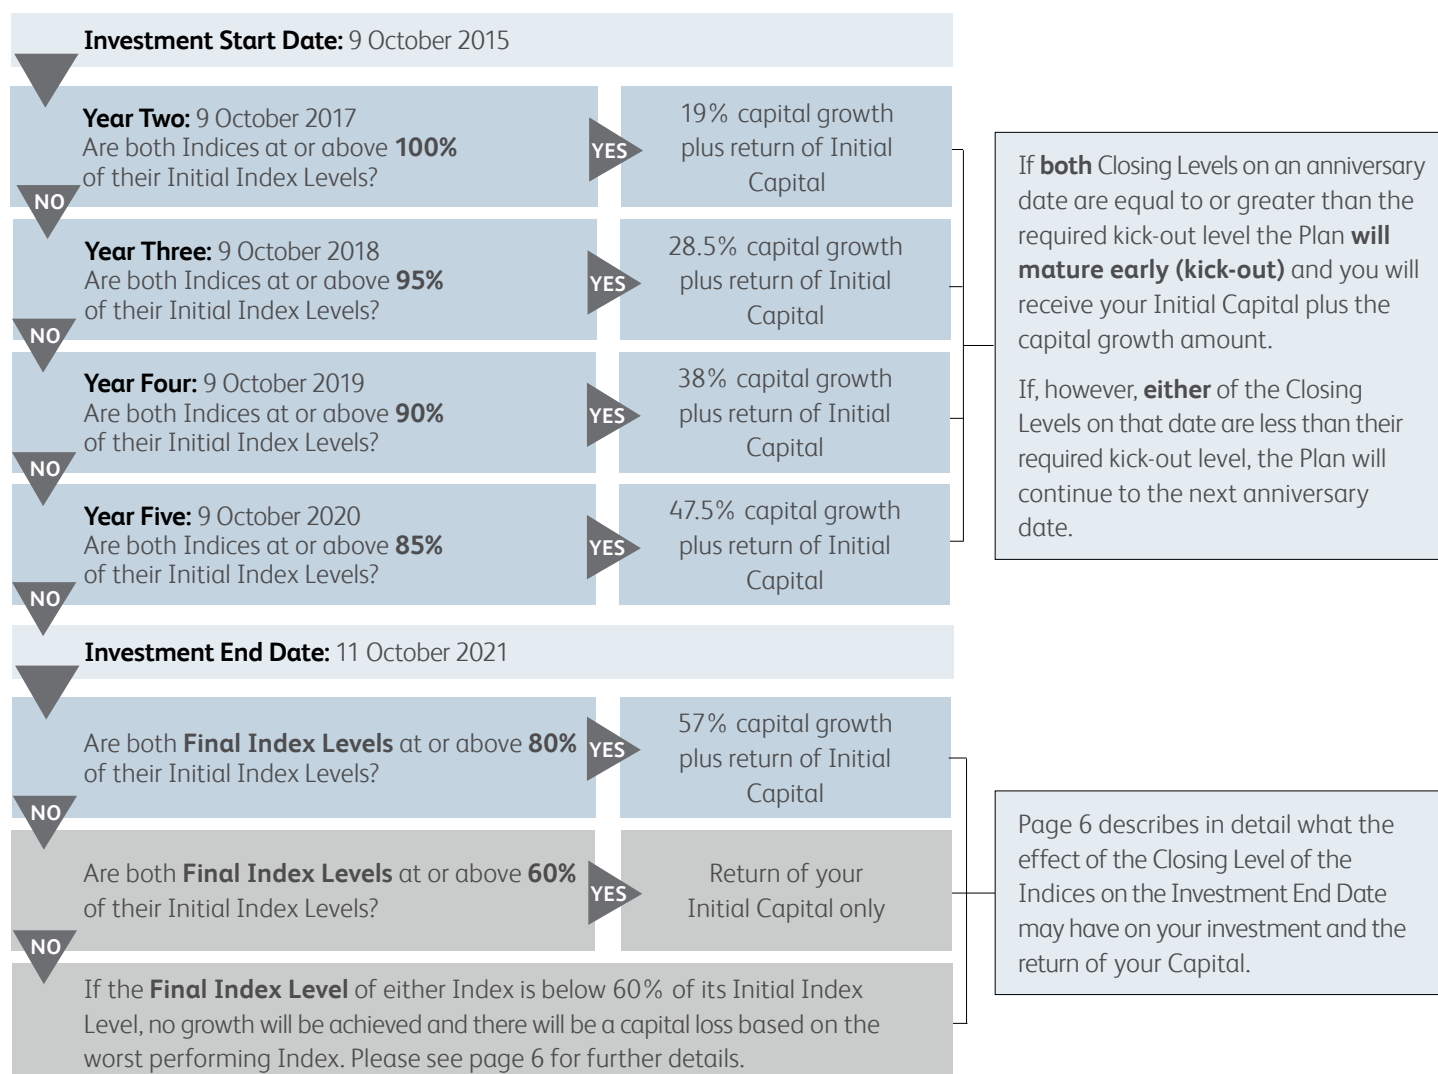 Investment Start Date: 9 October 2015
Year Two: 9 October 2017
Are both Indices at or above 100%
of their Initial Index Levels?
YES
19% capital growth
plus return of Initial
Capital
NO
Year Three: 9 October 2018
Are both Indices at or above 95%
of their Initial Index Levels?
YES
28.5% capital growth
plus return of Initial
Capital
NO
Year Four: 9 October 2019
Are both Indices at or above 90%
of their Initial Index Levels?
YES
38% capital growth
plus return of Initial
Capital
NO
Year Five: 9 October 2020
Are both Indices at or above 85%
of their Initial Index Levels?
YES
47.5% capital growth
plus return of Initial
Capital
NO
If both Closing Levels on an anniversary
date are equal to or greater than the
required kick-out level the Plan will
mature early (kick-out) and you will
receive your Initial Capital plus the
capital growth amount.
If, however, either of the Closing
Levels on that date are less than their
required kick-out level, the Plan will
continue to the next anniversary
date.
Investment End Date: 11 October 2021
Are both Final Index Levels at or above 80%
of their Initial Index Levels?
YES
57% capital growth
plus return of Initial
Capital
NO
Are both Final Index Levels at or above 60%
of their Initial Index Levels?
YES
Return of your
Initial Capital only
NO
If the Final Index Level of either Index is below 60% of its Initial Index
Level, no growth will be achieved and there will be a capital loss based on the
worst performing Index. Please see page 6 for further details.
Page 6 describes in detail what the
effect of the Closing Level of the
Indices on the Investment End Date
may have on your investment and the
return of your Capital.